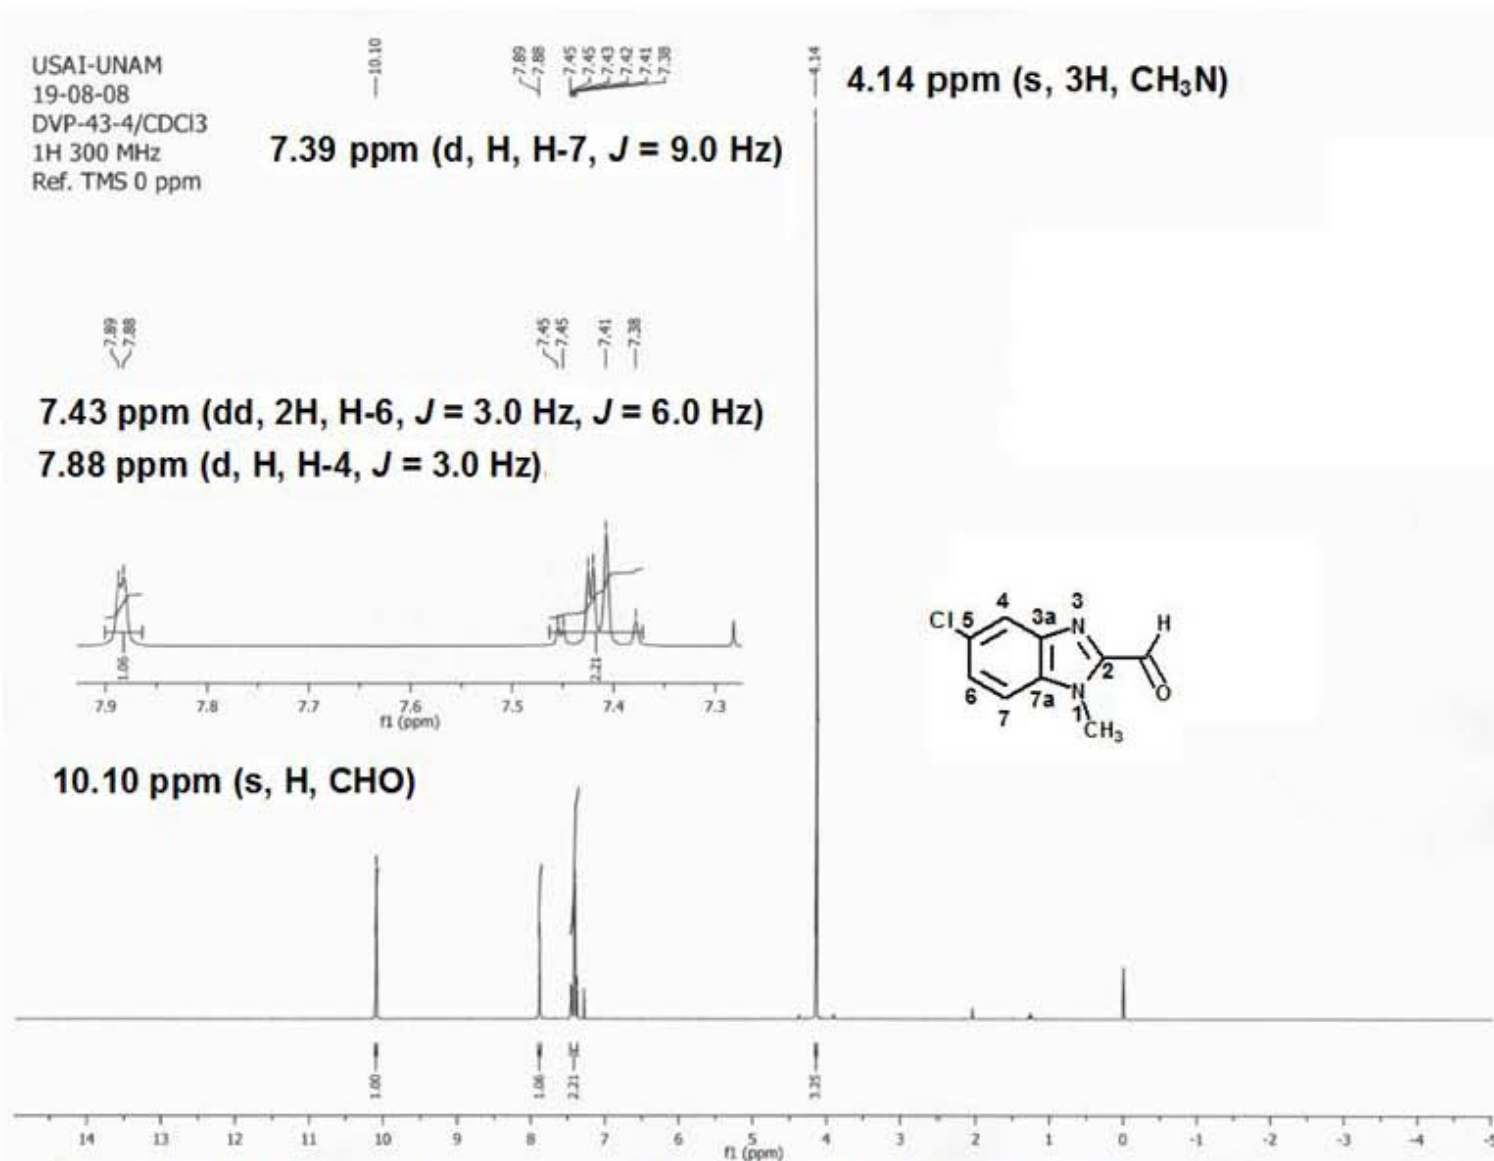 USAI-UNAM
19-08-08
DVP-43-4/CDCl3
1H 300 MHz
Ref. TMS 0 ppm
10.10
7.89
7.88
7.45
7.45
7.43
7.42
7.41
7.38
4.14
4.14 ppm (s, 3H, CH₃N)
7.39 ppm (d, H, H-7, J = 9.0 Hz)
7.89
7.88
7.45
7.45
7.41
7.38
7.43 ppm (dd, 2H, H-6, J = 3.0 Hz, J = 6.0 Hz)
7.88 ppm (d, H, H-4, J = 3.0 Hz)
1.06
2.21
7.9 7.8 7.7 7.6 7.5 7.4 7.3
f1 (ppm)
Cl 5 4 3a 3 N H
2 O
6 7 7a N 1
CH₃
10.10 ppm (s, H, CHO)
1.00
1.06
2.21
3.25
14 13 12 11 10 9 8 7 6 5 4 3 2 1 0 -1 -2 -3 -4 -5
f1 (ppm)